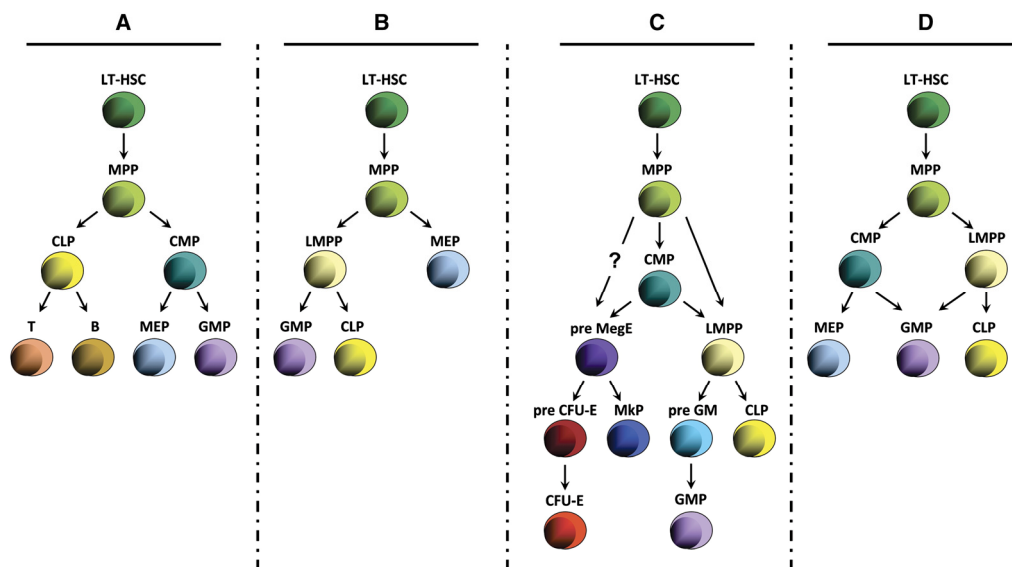 A
B
C
D
LT-HSC
LT-HSC
LT-HSC
LT-HSC
MPP
MPP
MPP
MPP
CLP
CMP
LMPP
MEP
?
CMP
CMP
LMPP
T
B
MEP
GMP
GMP
CLP
pre MegE
LMPP
MEP
GMP
CLP
pre CFU-E
MkP
pre GM
CLP
CFU-E
GMP